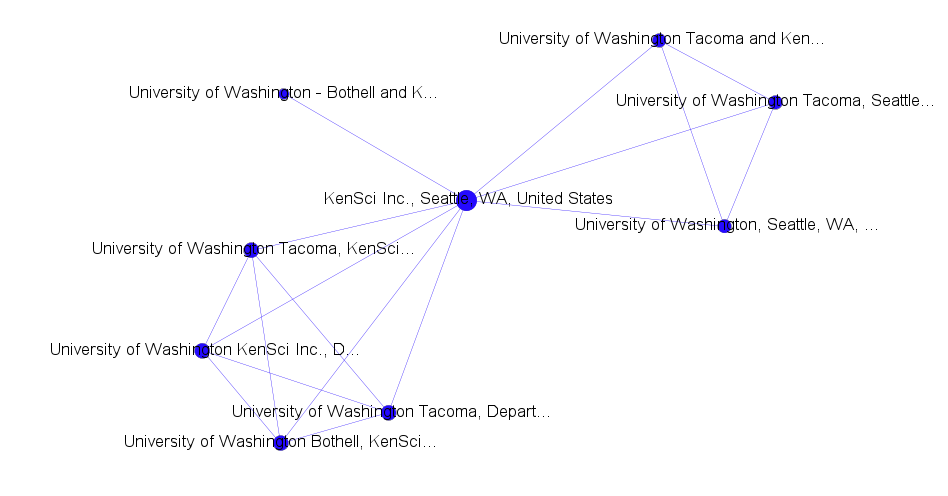 University of Washington Tacoma and Ken...
University of Washington - Bothell and K...
University of Washington Tacoma, Seattle...
KenSci Inc., Seattle, WA, United States
University of Washington, Seattle, WA, ...
University of Washington Tacoma, KenSci...
University of Washington KenSci Inc., D...
University of Washington Tacoma, Depart...
University of Washington Bothell, KenSci...